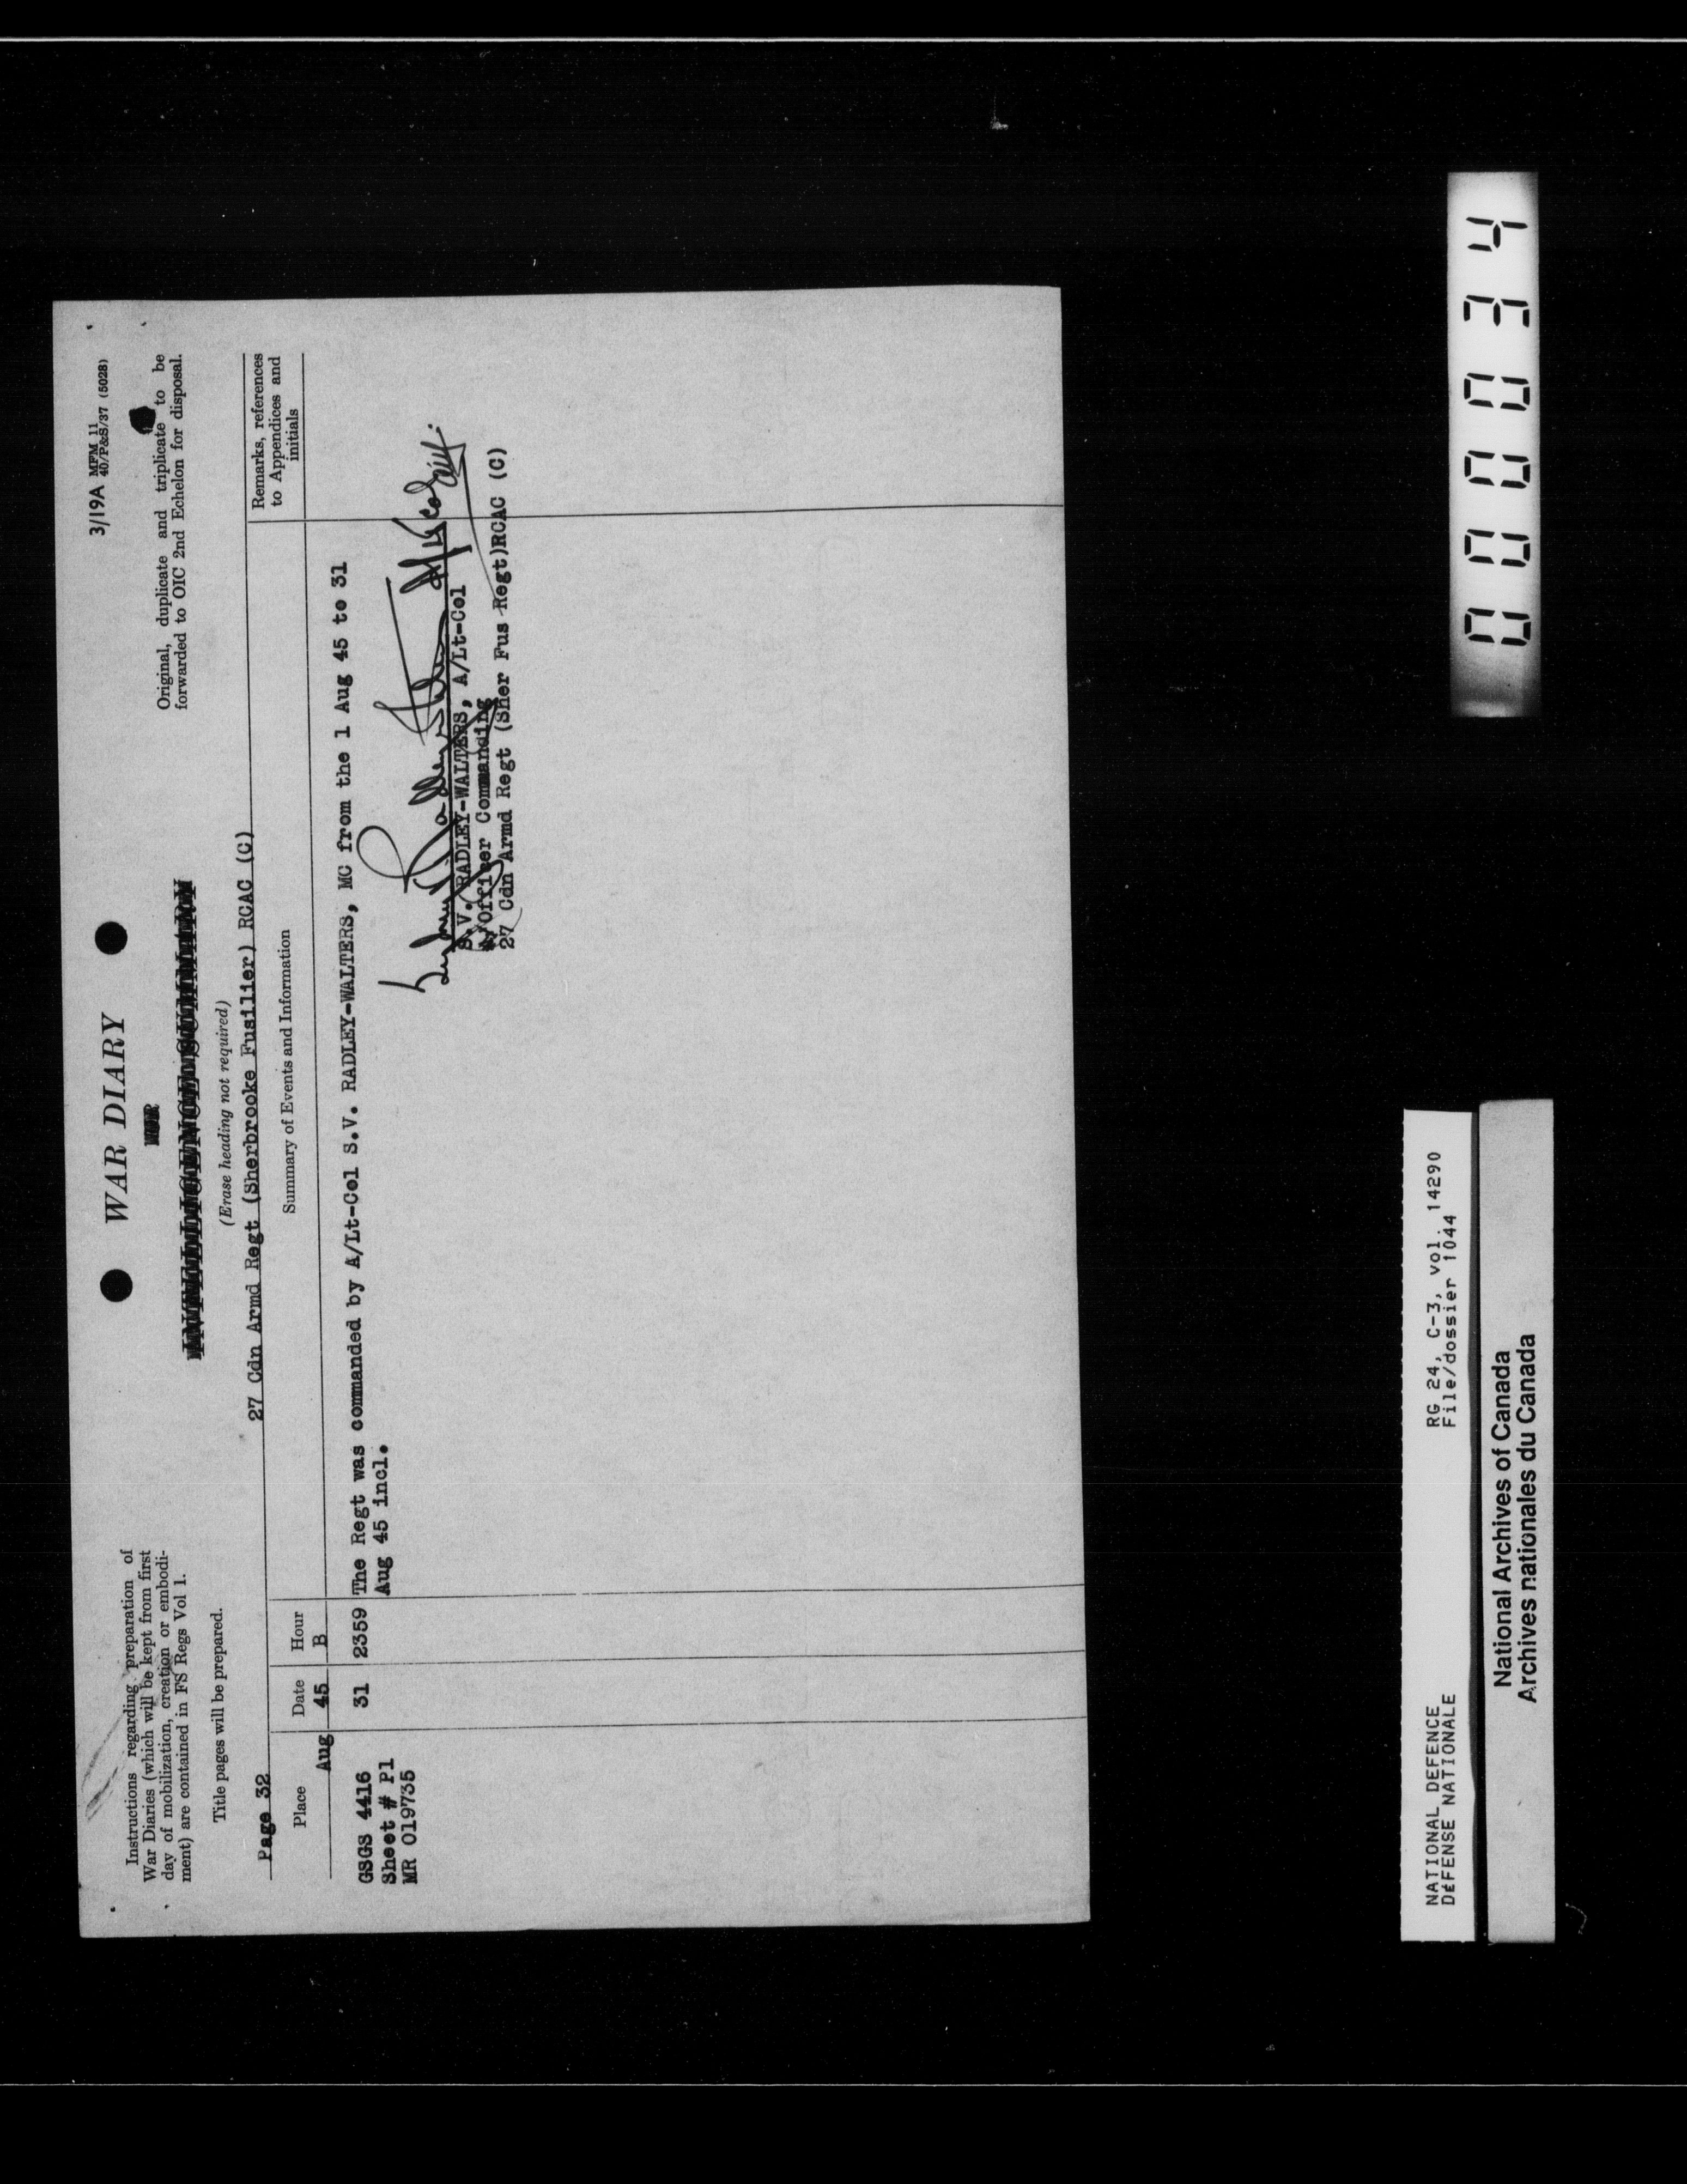 3/19A MFM 11
40/P&S/37 (5028)
WAR DIARY
Instructions regarding preparation of
War Diaries (which will be kept from first
day of mobilization, creation or embodi-
ment) are contained in FS Regs Vol 1.
Title pages will be prepared.
INTELLIGENCE SUMMARY
(Erase heading not required)
Original, duplicate and triplicate to be
forwarded to OIC 2nd Echelon for disposal.
Page 32
27 Cdn Armd Regt (Sherbrooke Fusilier) RCAC (C)
Place Date Hour Summary of Events and Information Remarks, references
to Appendices and
initials
Aug 45 B
GSGS 4416 31 2359 The Regt was commanded by A/Lt-Col S.V. RADLEY-WALTERS, MC from the 1 Aug 45 to 31
Sheet # P1 Aug 45 incl.
MR 019735
S.V. RADLEY-WALTERS, A/Lt-Col
Officer Commanding
27 Cdn Armd Regt (Sher Fus Regt)RCAC (C)
NATIONAL DEFENCE RG 24, C-3, vol. 14290
DÉFENSE NATIONALE File/dossier 1044
National Archives of Canada
Archives nationales du Canada
000034